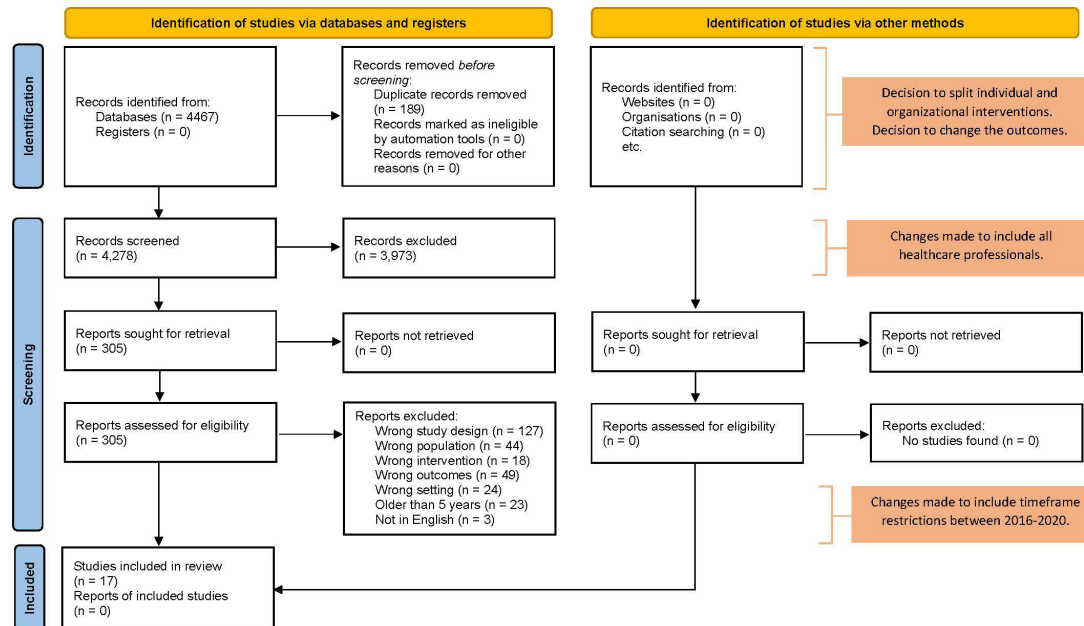 Identification of studies via databases and registers
Identification of studies via other methods
Identification
Records identified from:
Databases (n = 4467)
Registers (n = 0)
Records removed before
screening:
Duplicate records removed
(n = 189)
Records marked as ineligible
by automation tools (n = 0)
Records removed for other
reasons (n = 0)
Records identified from:
Websites (n = 0)
Organisations (n = 0)
Citation searching (n = 0)
etc.
Decision to split individual and
organizational interventions.
Decision to change the outcomes.
Screening
Records screened
(n = 4,278)
Records excluded
(n = 3,973)
Changes made to include all
healthcare professionals.
Reports sought for retrieval
(n = 305)
Reports not retrieved
(n = 0)
Reports sought for retrieval
(n = 0)
Reports not retrieved
(n = 0)
Reports assessed for eligibility
(n = 305)
Reports excluded:
Wrong study design (n = 127)
Wrong population (n = 44)
Wrong intervention (n = 18)
Wrong outcomes (n = 49)
Wrong setting (n = 24)
Older than 5 years (n = 23)
Not in English (n = 3)
Reports assessed for eligibility
(n = 0)
Reports excluded:
No studies found (n = 0)
Changes made to include timeframe
restrictions between 2016-2020.
Included
Studies included in review
(n = 17)
Reports of included studies
(n = 0)